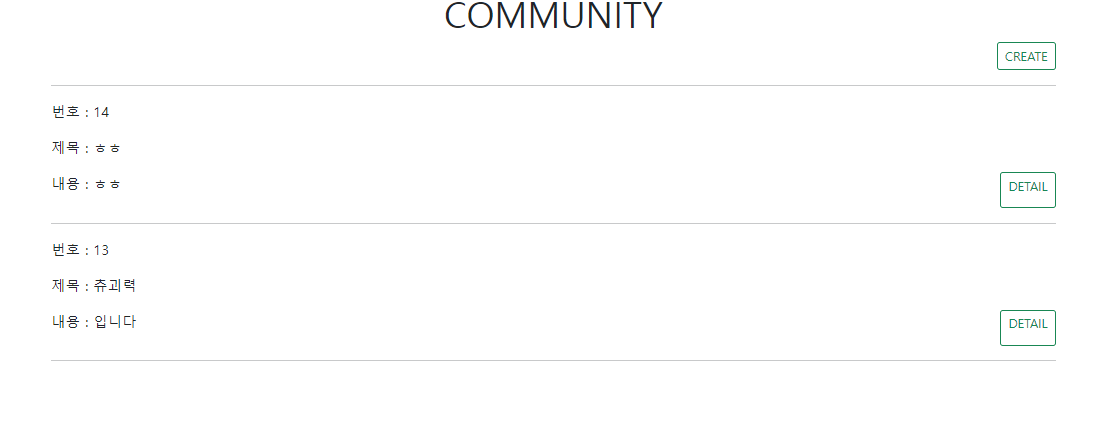 COMMUNITY
CREATE
번호 : 14
제목 : ㅎㅎ
내용 : ㅎㅎ
DETAIL
번호 : 13
제목 : 츄괴력
내용 : 입니다
DETAIL